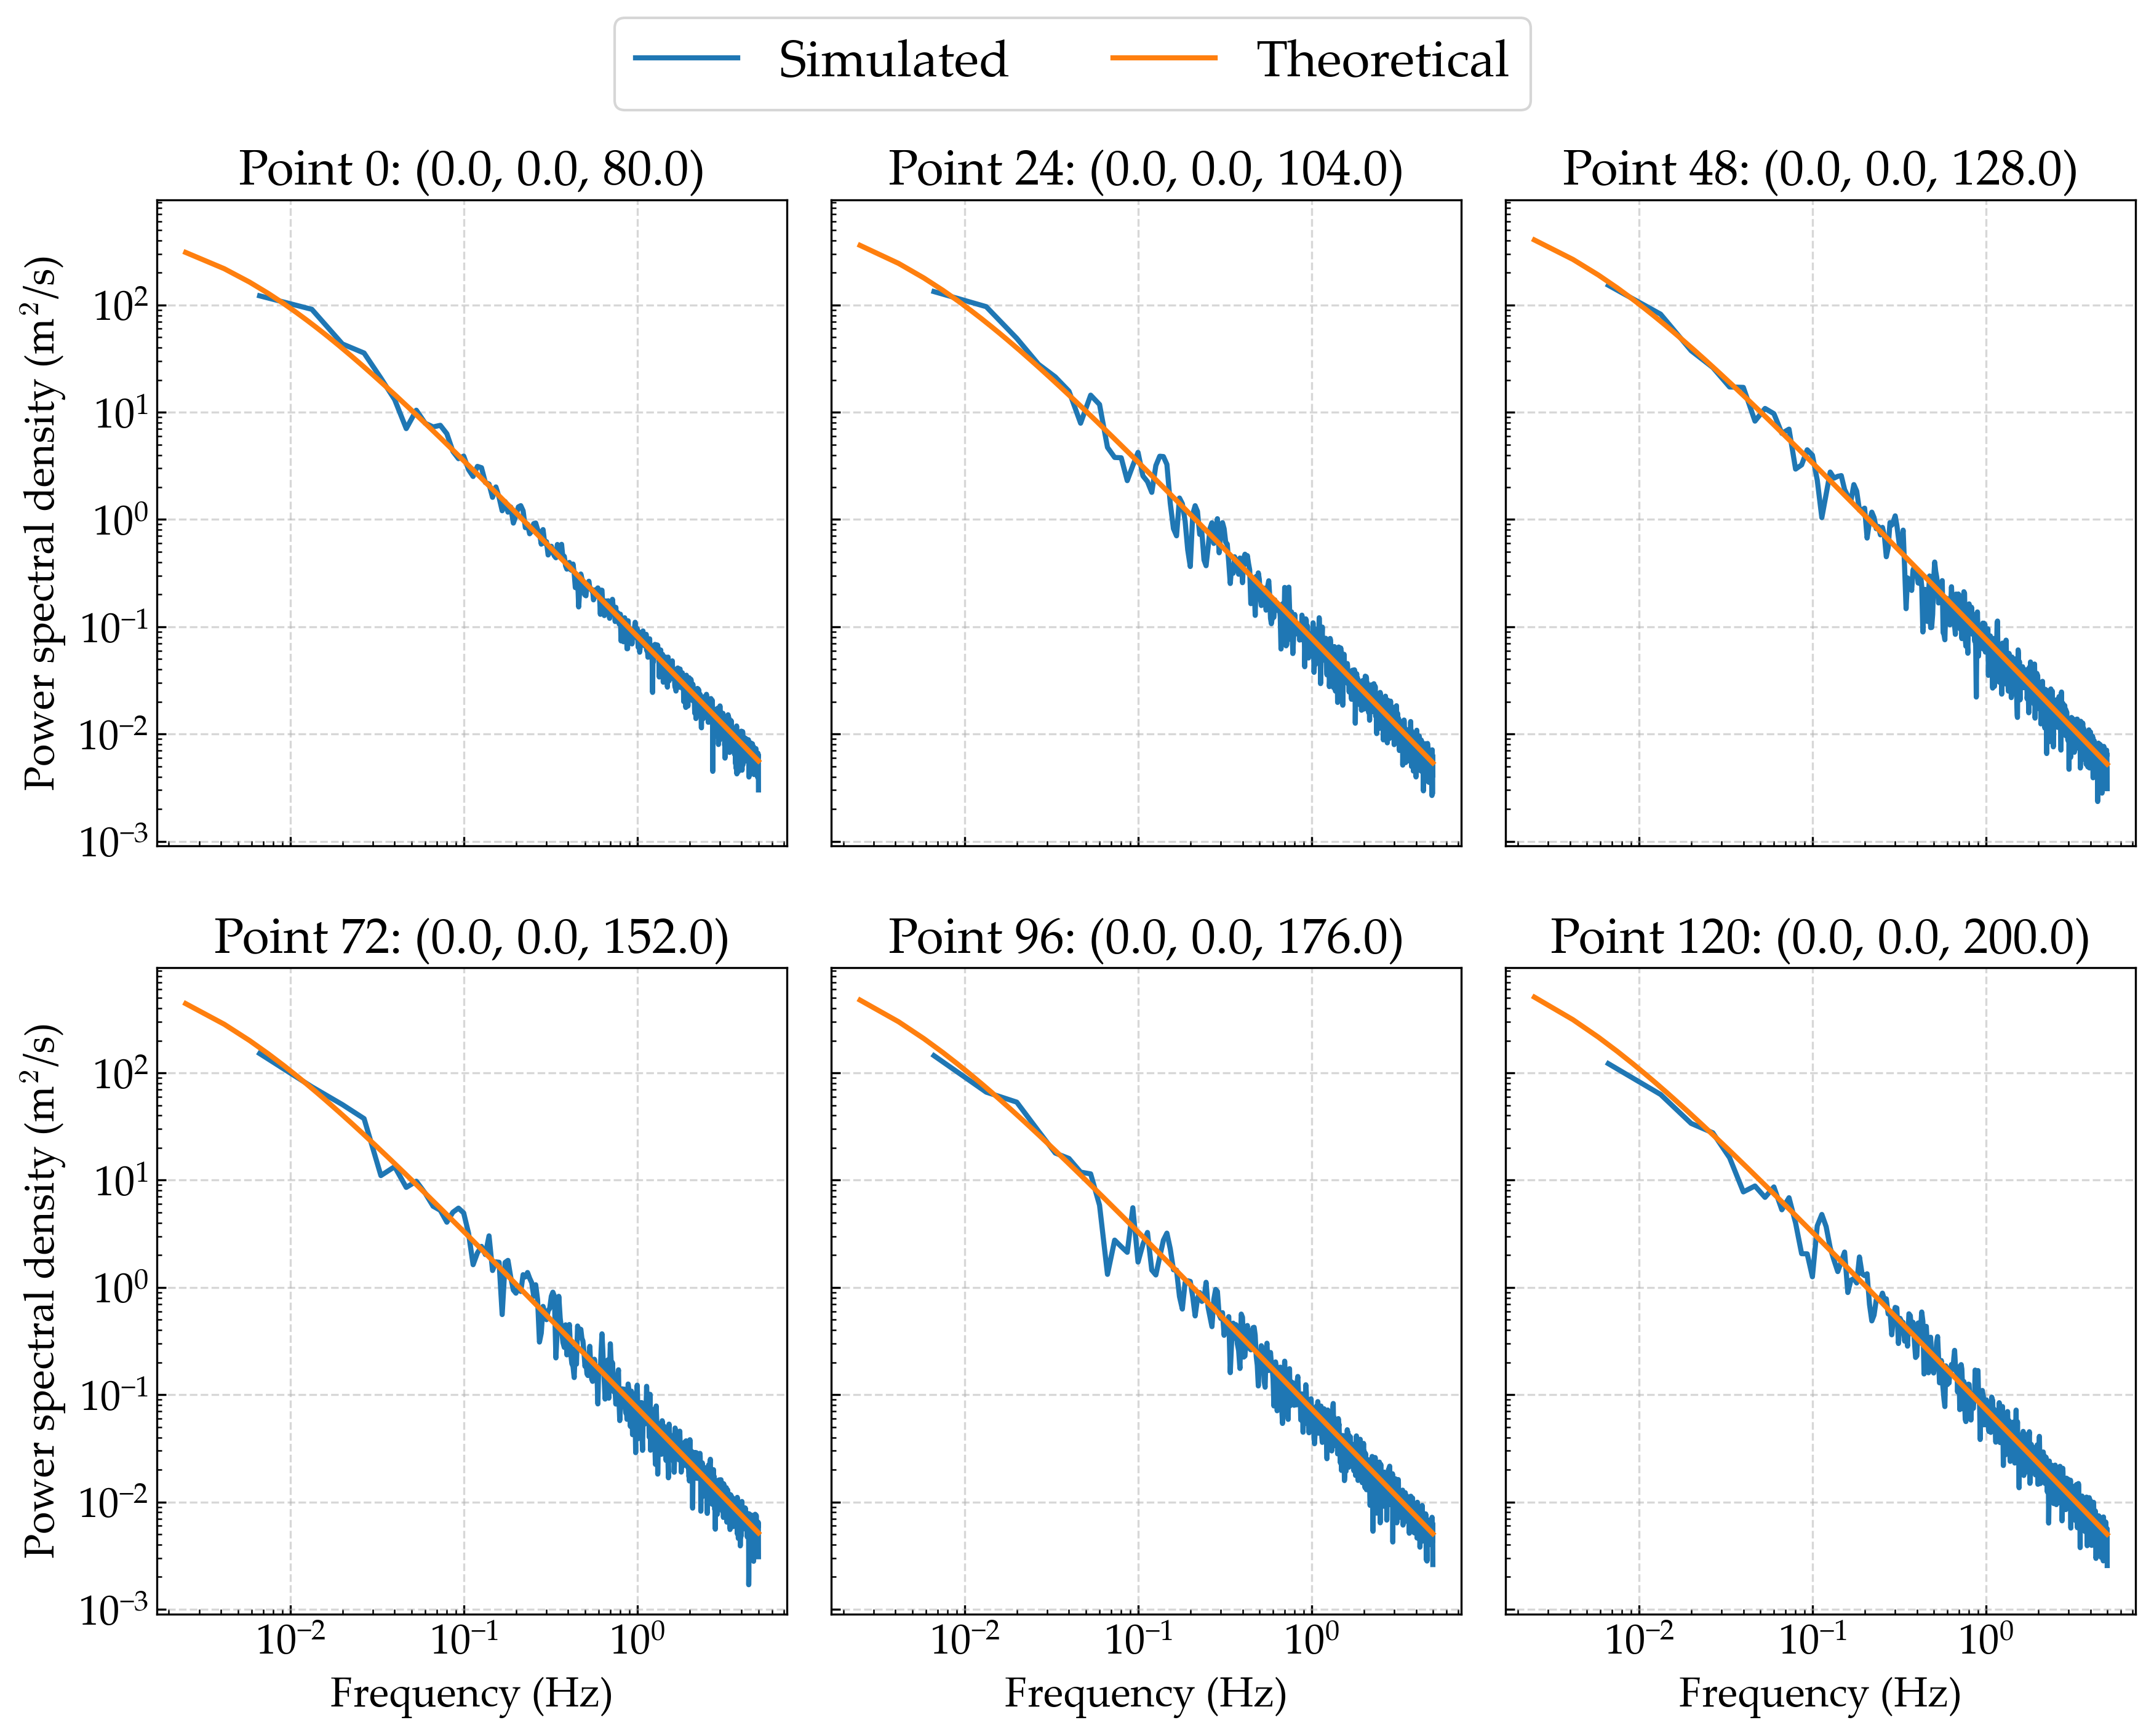 Simulated Theoretical
Point 0: (0.0, 0.0, 80.0) Point 24: (0.0, 0.0, 104.0) Point 48: (0.0, 0.0, 128.0)
Power spectral density (m²/s)
10²
10¹
10⁰
10⁻¹
10⁻²
10⁻³
Point 72: (0.0, 0.0, 152.0) Point 96: (0.0, 0.0, 176.0) Point 120: (0.0, 0.0, 200.0)
Power spectral density (m²/s)
10²
10¹
10⁰
10⁻¹
10⁻²
10⁻³
10⁻² 10⁻¹ 10⁰ 10⁻² 10⁻¹ 10⁰ 10⁻² 10⁻¹ 10⁰
Frequency (Hz) Frequency (Hz) Frequency (Hz)